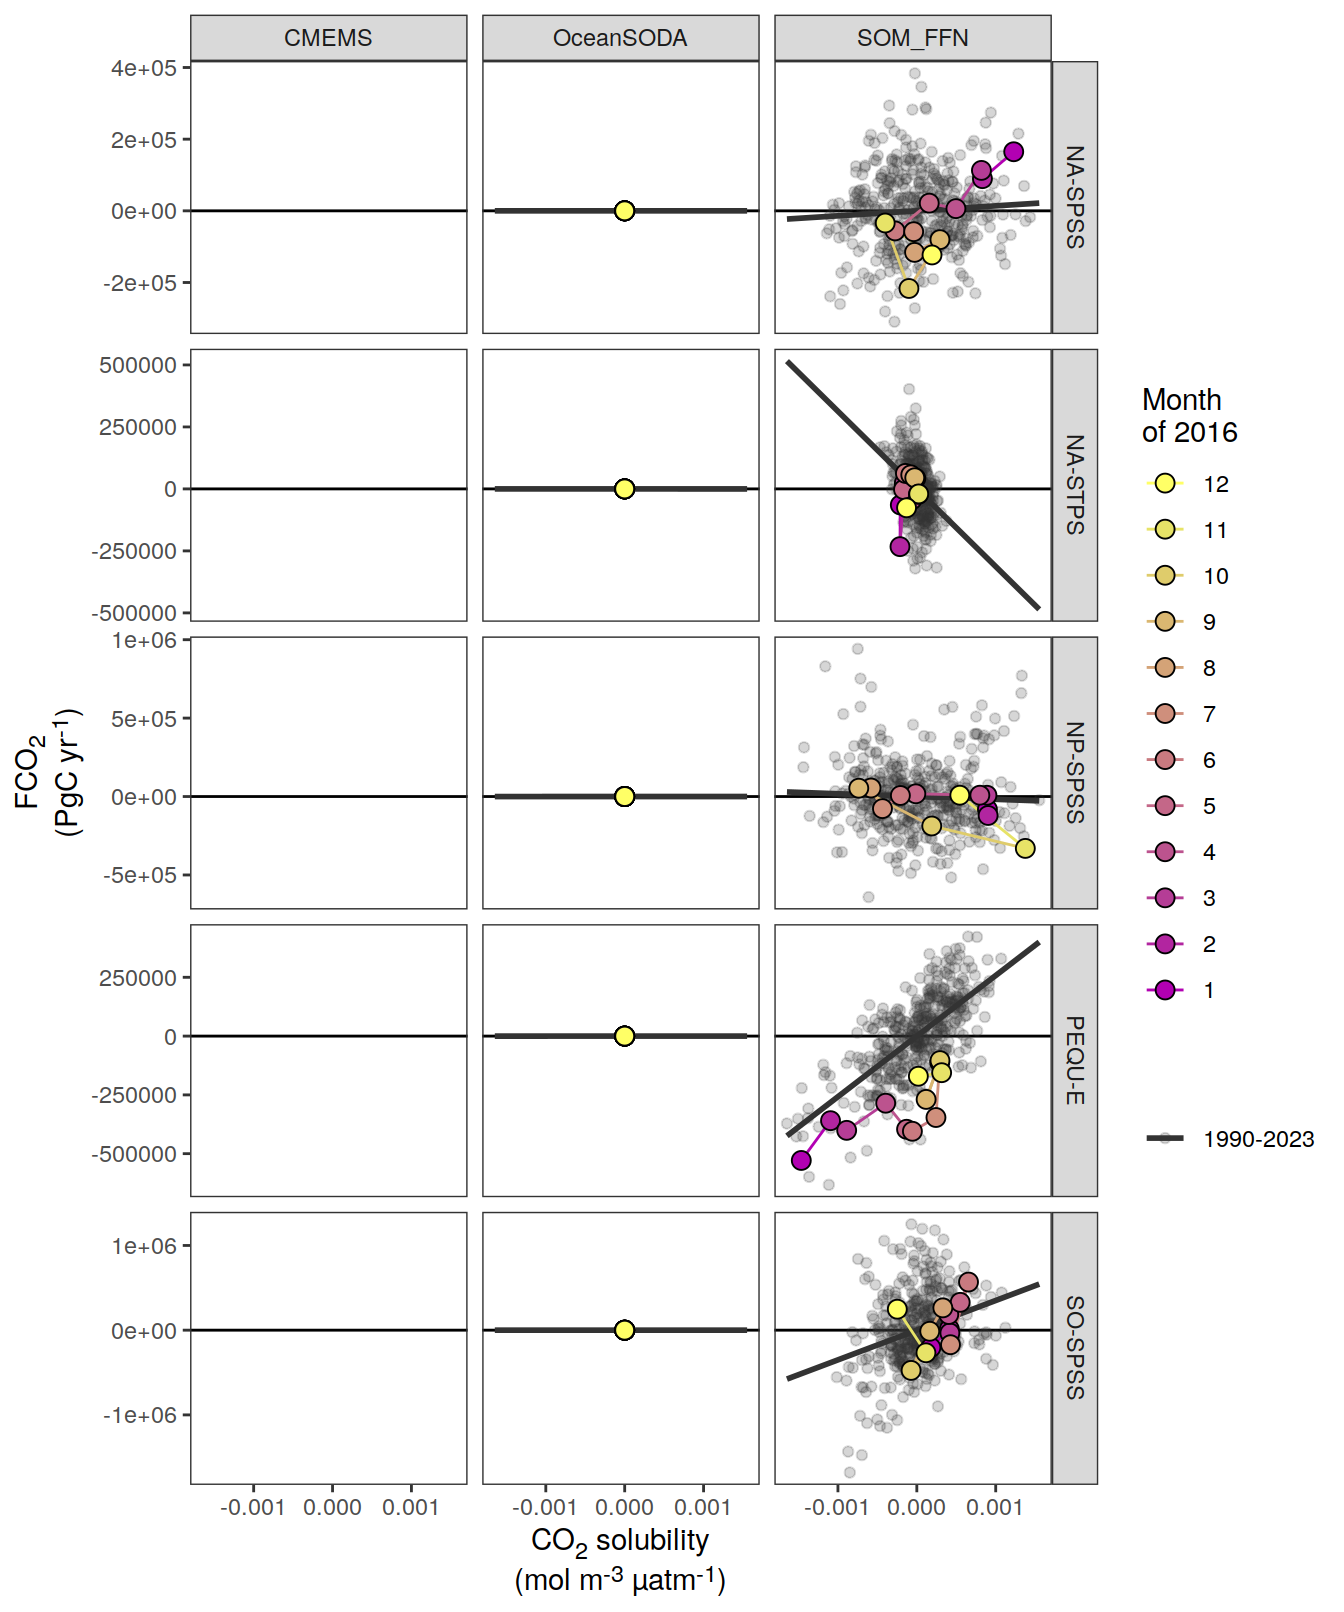 CMEMS OceanSODA SOM_FFN
4e+05
2e+05
0e+00
-2e+05
NA-SPSS
500000
250000
0
-250000
-500000
NA-STPS
1e+06
5e+05
0e+00
-5e+05
NP-SPSS
250000
0
-250000
-500000
PEQU-E
1e+06
0e+00
-1e+06
SO-SPSS
-0.001 0.000 0.001 -0.001 0.000 0.001 -0.001 0.000 0.001
CO₂ solubility
(mol m⁻³ µatm⁻¹)
FCO₂
(PgC yr⁻¹)
Month
of 2016
12
11
10
9
8
7
6
5
4
3
2
1
1990-2023